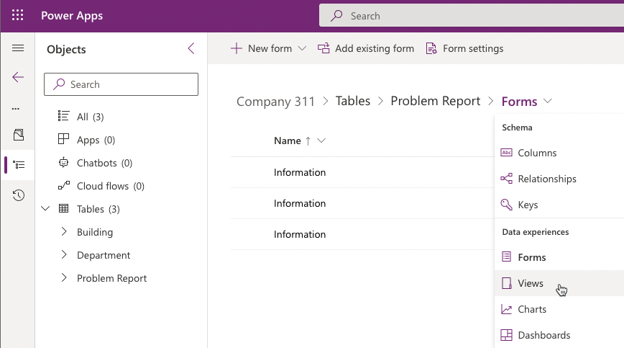 Power Apps
Search
Objects
New form
Add existing form
Form settings
Search
All (3)
Apps (0)
Chatbots (0)
Cloud flows (0)
Tables (3)
Building
Department
Problem Report
Company 311 > Tables > Problem Report > Forms
Name ↑
Information
Information
Information
Schema
Columns
Relationships
Keys
Data experiences
Forms
Views
Charts
Dashboards